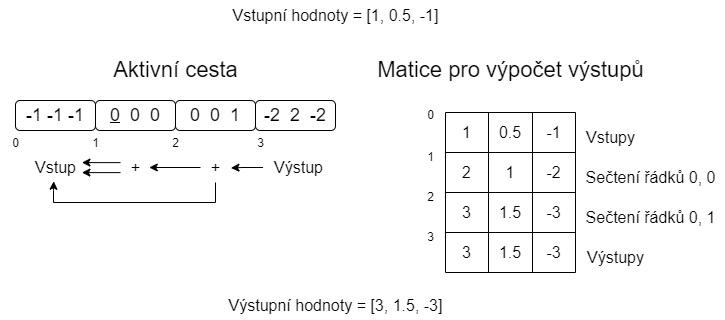 Vstupní hodnoty = [1, 0.5, -1]
Aktivní cesta
Matice pro výpočet výstupů
-1 -1 -1 0 0 0 0 0 1 -2 2 -2
0 1 2 3
Vstup + + Výstup
0
1 0.5 -1 Vstupy
1
2 1 -2 Sečtení řádků 0, 0
2
3 1.5 -3 Sečtení řádků 0, 1
3
3 1.5 -3 Výstupy
Výstupní hodnoty = [3, 1.5, -3]